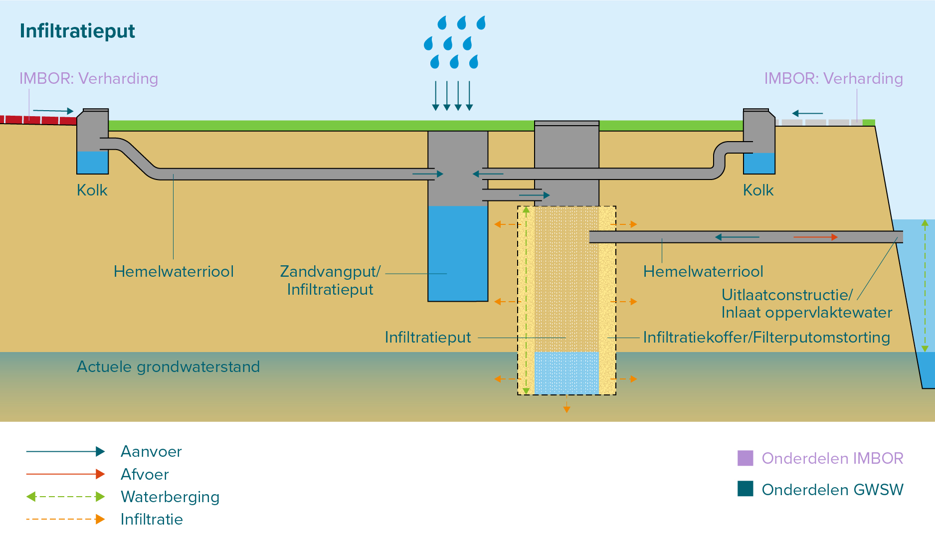 Infiltratieput
IMBOR: Verharding
IMBOR: Verharding
Kolk
Kolk
Hemelwaterriool
Zandvangput/
Infiltratieput
Hemelwaterriool
Uitlaatconstructie/
Inlaat oppervlaktewater
Infiltratieput
Infiltratiekoffer/Filterputomstorting
Actuele grondwaterstand
Aanvoer
Afvoer
Waterberging
Infiltratie
Onderdelen IMBOR
Onderdelen GWSW